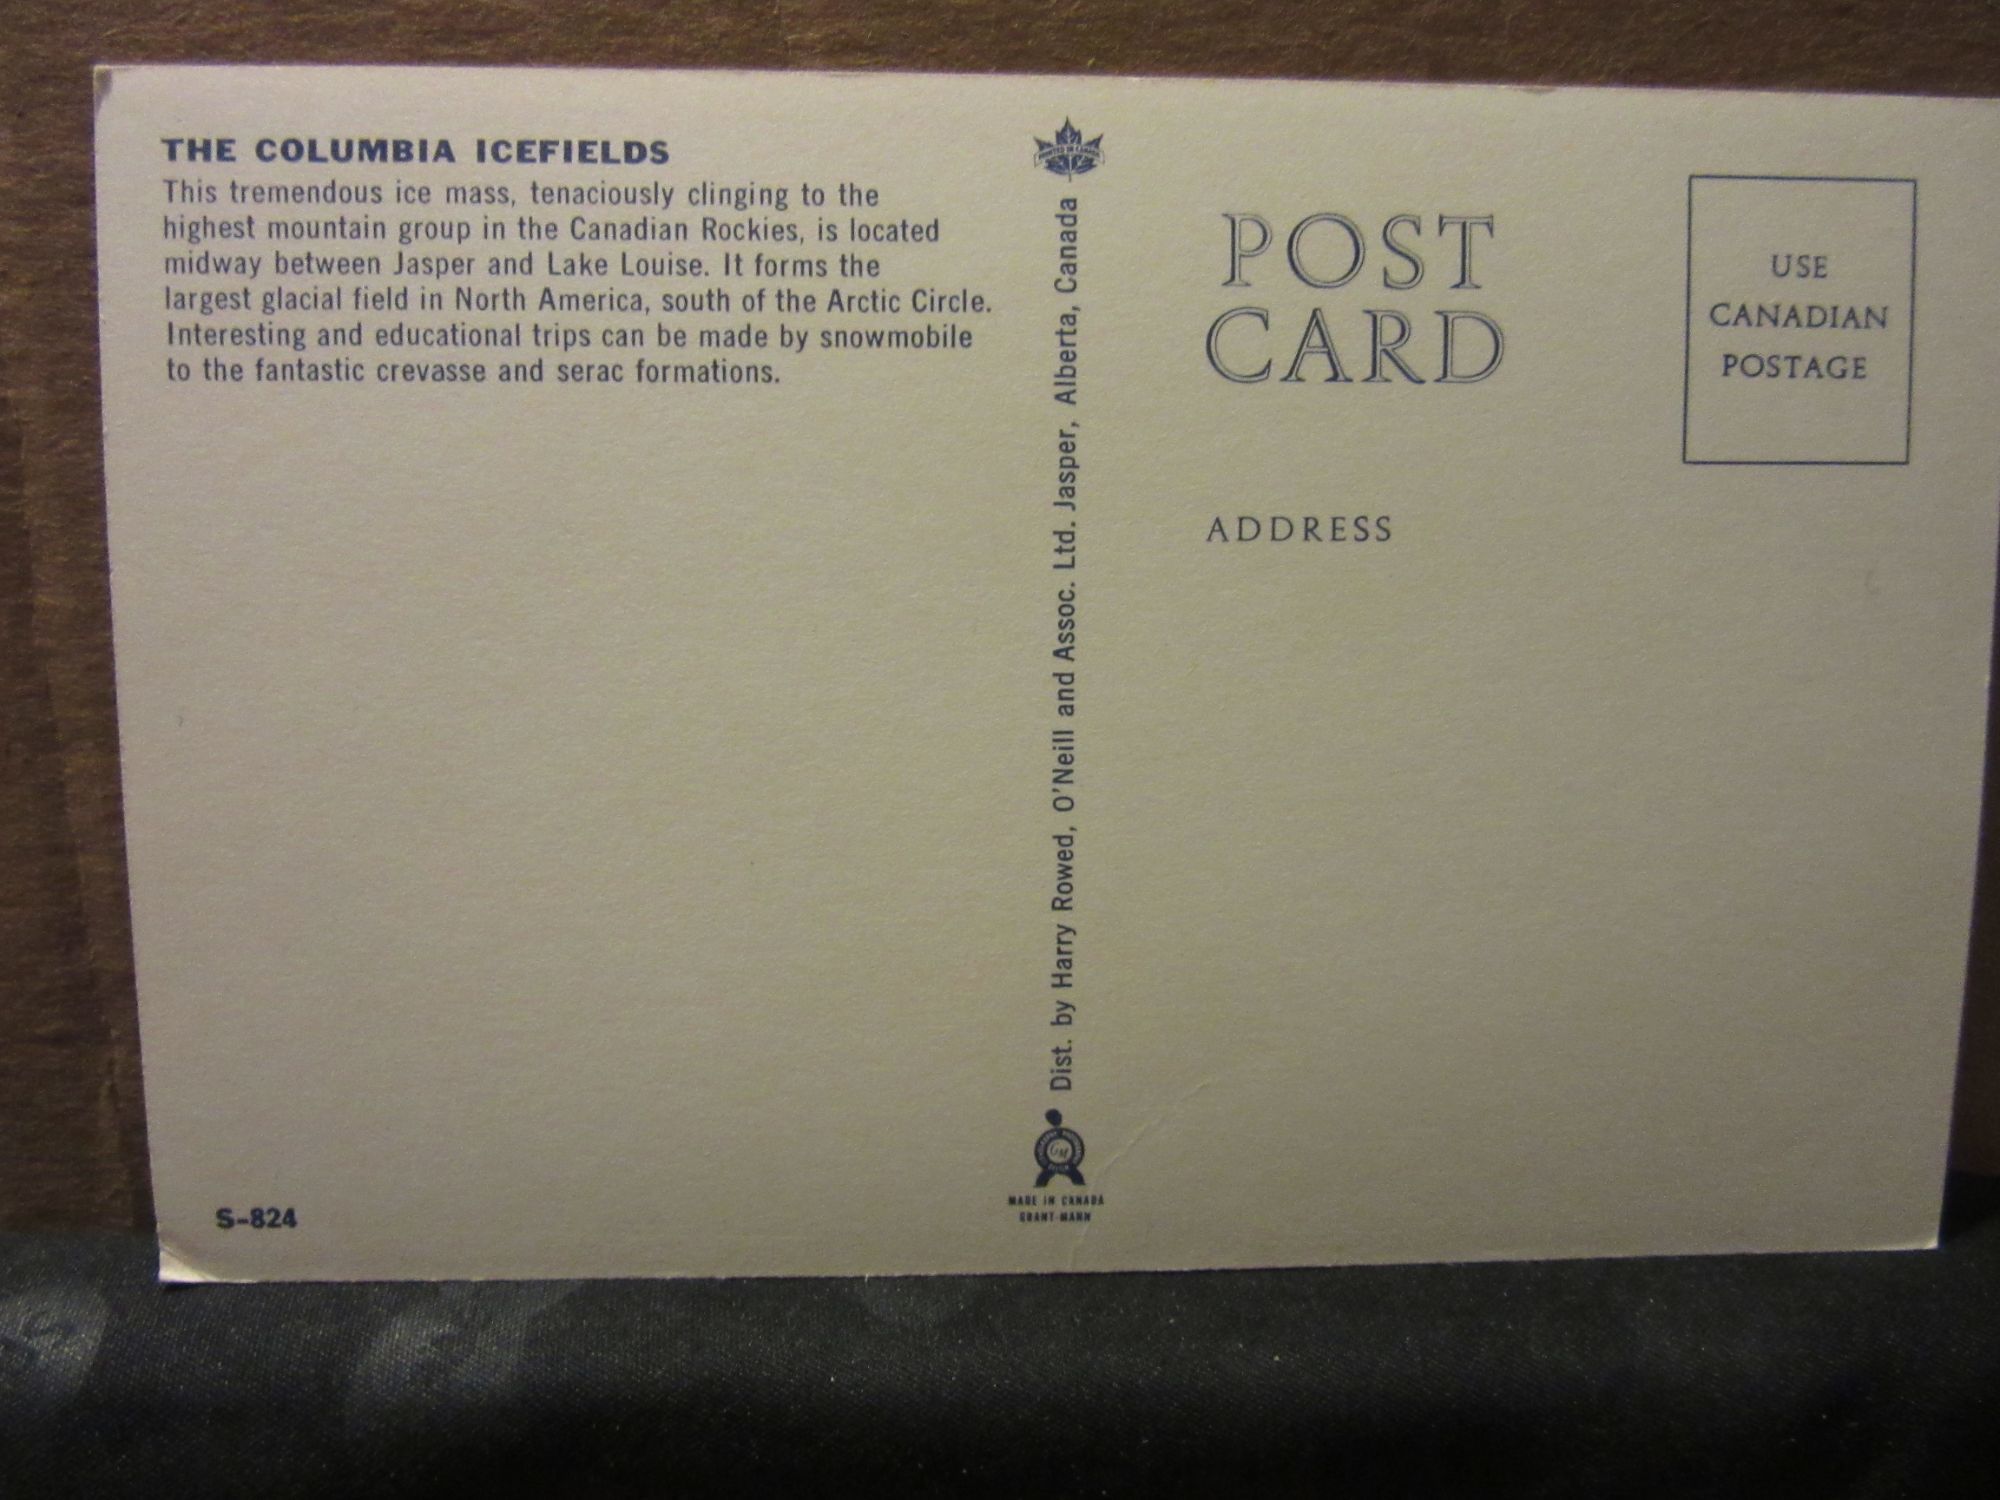 THE COLUMBIA ICEFIELDS
This tremendous ice mass, tenaciously clinging to the
highest mountain group in the Canadian Rockies, is located
midway between Jasper and Lake Louise. It forms the
largest glacial field in North America, south of the Arctic Circle.
Interesting and educational trips can be made by snowmobile
to the fantastic crevasse and serac formations.
S-824
PRINTED IN CANADA
Dist. by Harry Rowed, O'Neill and Assoc. Ltd. Jasper, Alberta, Canada
GM
MADE IN CANADA
GRANT-MANN
POST
CARD
ADDRESS
USE
CANADIAN
POSTAGE